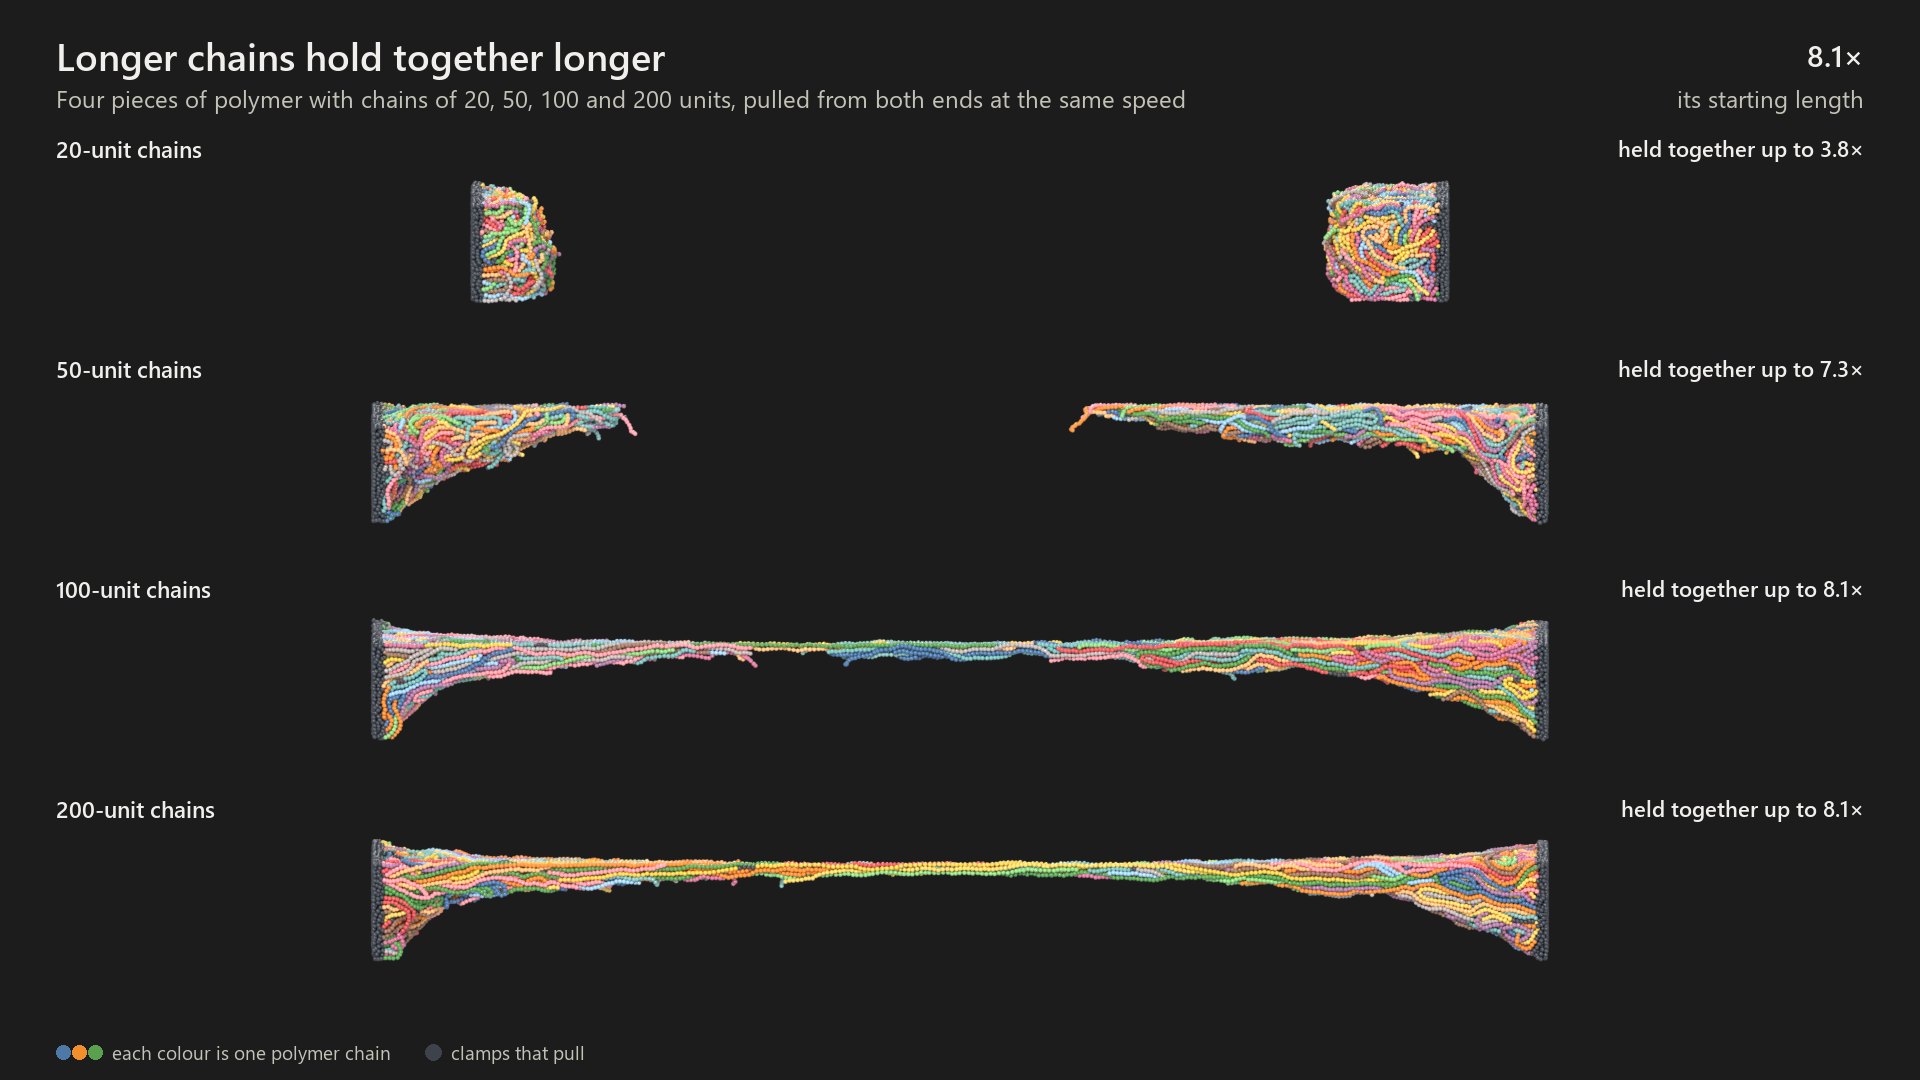 Longer chains hold together longer
8.1×
Four pieces of polymer with chains of 20, 50, 100 and 200 units, pulled from both ends at the same speed
its starting length
20-unit chains
held together up to 3.8×
50-unit chains
held together up to 7.3×
100-unit chains
held together up to 8.1×
200-unit chains
held together up to 8.1×
each colour is one polymer chain
clamps that pull